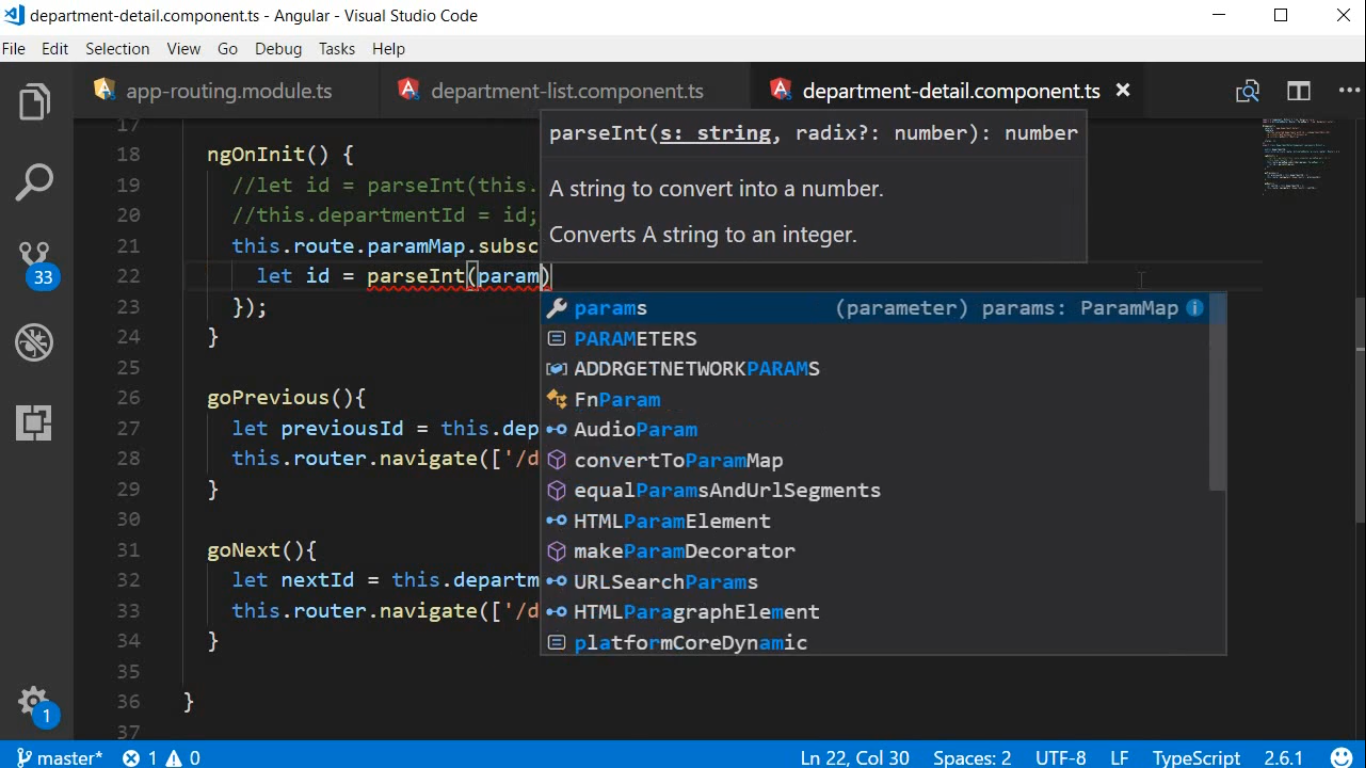 department-detail.component.ts - Angular - Visual Studio Code
File Edit Selection View Go Debug Tasks Help
app-routing.module.ts department-list.component.ts department-detail.component.ts
17
18 ngOnInit() {
19 //let id = parseInt(this.
20 //this.departmentId = id;
21 this.route.paramMap.subsc
22 let id = parseInt(param)
23 });
24 }
25
26 goPrevious(){
27 let previousId = this.dep
28 this.router.navigate(['/d
29 }
30
31 goNext(){
32 let nextId = this.departm
33 this.router.navigate(['/d
34 }
35
36 }
37
parseInt(s: string, radix?: number): number
A string to convert into a number.
Converts A string to an integer.
params (parameter) params: ParamMap
PARAMETERS
ADDRGETNETWORKPARAMS
FnParam
AudioParam
convertToParamMap
equalParamsAndUrlSegments
HTMLParamElement
makeParamDecorator
URLSearchParams
HTMLParagraphElement
platformCoreDynamic
33
1
master* 1 0 Ln 22, Col 30 Spaces: 2 UTF-8 LF TypeScript 2.6.1